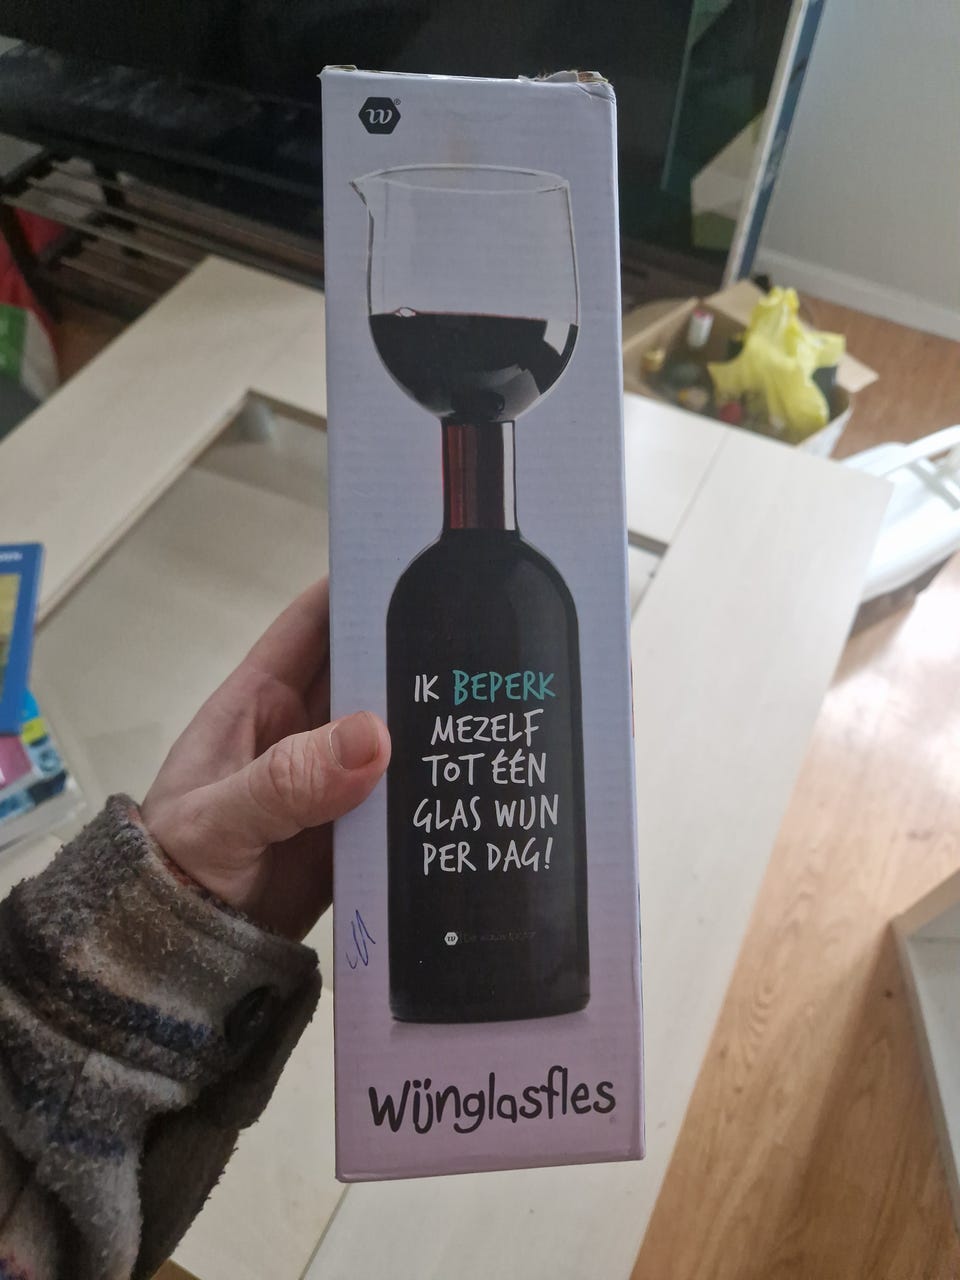 w®
IK BEPERK
MEZELF
TOT ÉÉN
GLAS WIJN
PER DAG!
w
Wijnglasfles